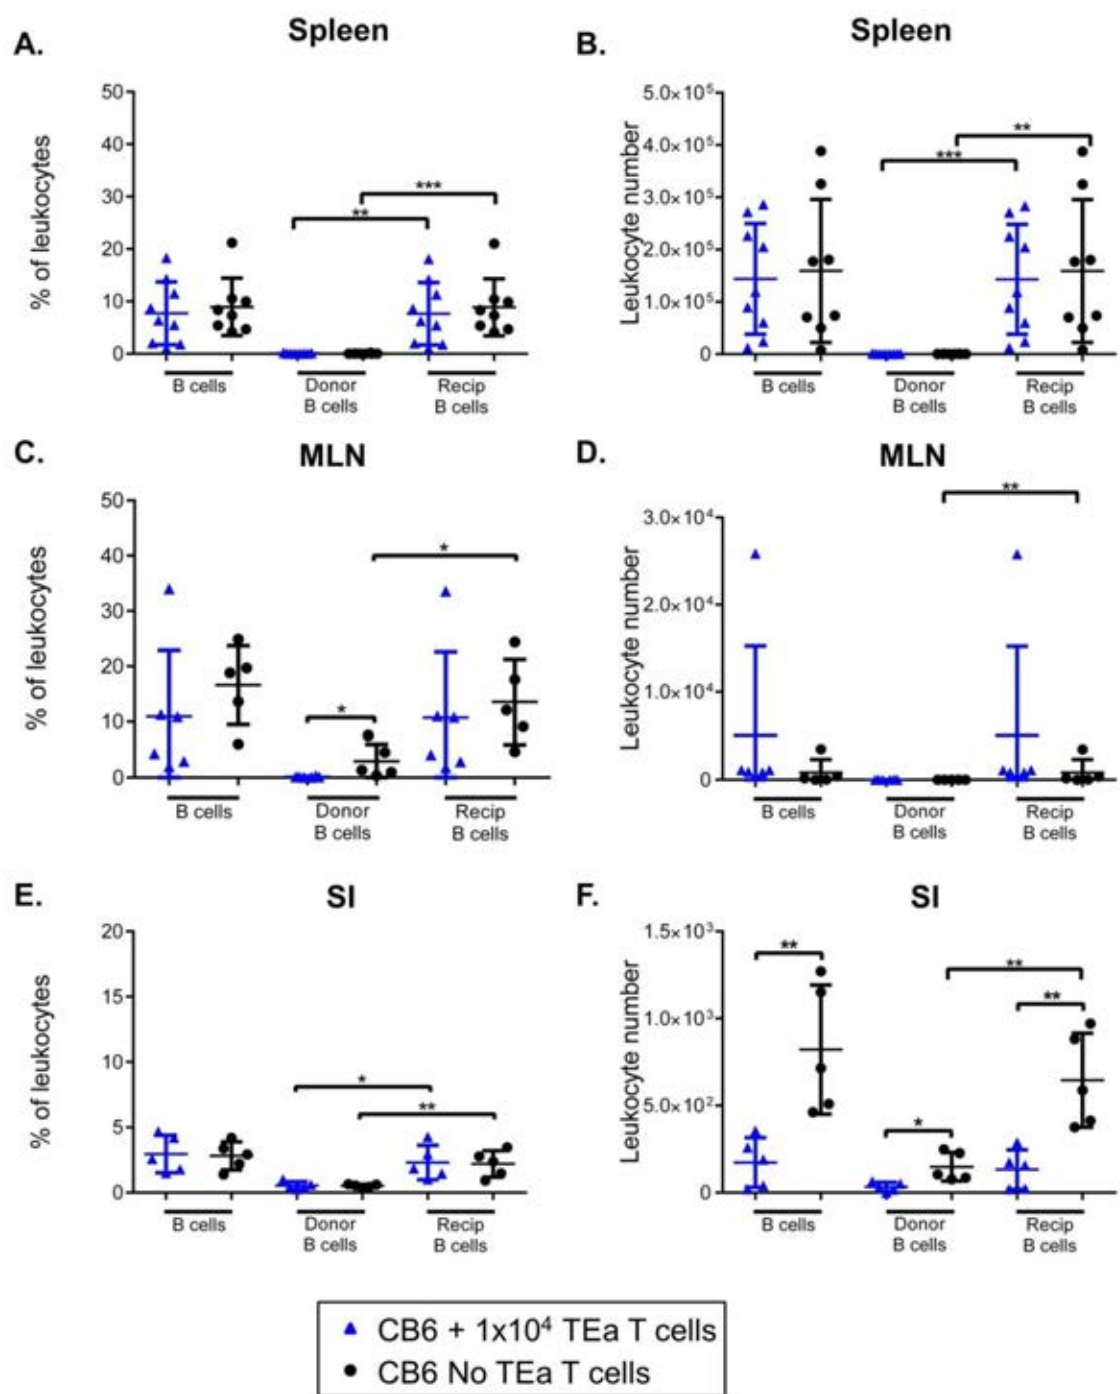 A.
Spleen
% of leukocytes
50
40
30
20
10
0
**
***
B cells
Donor
B cells
Recip
B cells
B.
Spleen
Leukocyte number
5.0×10⁵
4.0×10⁵
3.0×10⁵
2.0×10⁵
1.0×10⁵
0
***
**
B cells
Donor
B cells
Recip
B cells
C.
MLN
% of leukocytes
50
40
30
20
10
0
*
*
B cells
Donor
B cells
Recip
B cells
D.
MLN
Leukocyte number
3.0×10⁴
2.0×10⁴
1.0×10⁴
0
**
B cells
Donor
B cells
Recip
B cells
E.
SI
% of leukocytes
20
15
10
5
0
*
**
B cells
Donor
B cells
Recip
B cells
F.
SI
Leukocyte number
1.5×10³
1.0×10³
5.0×10²
0
**
*
**
**
B cells
Donor
B cells
Recip
B cells
CB6 + 1x10⁴ TEa T cells
CB6 No TEa T cells